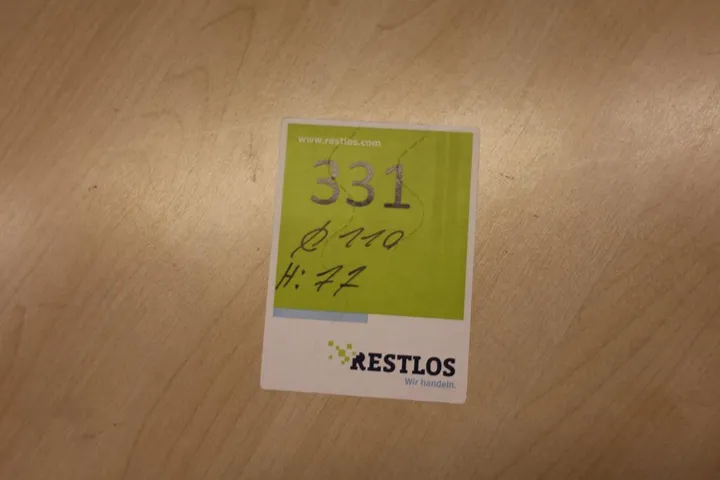 www.restlos.com
331
Ø 110
H: 77
RESTLOS
Wir handeln.